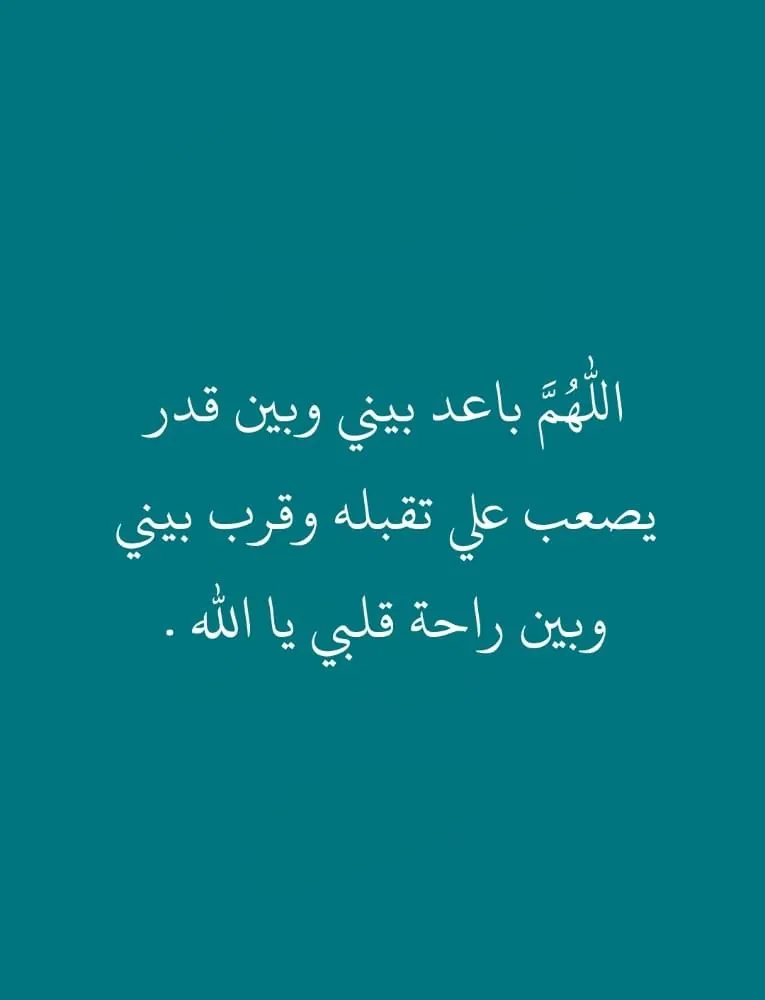 اللّٰهُمَّ باعد بيني وبين قدر
يصعب علي تقبله وقرب بيني
وبين راحة قلبي يا الله .